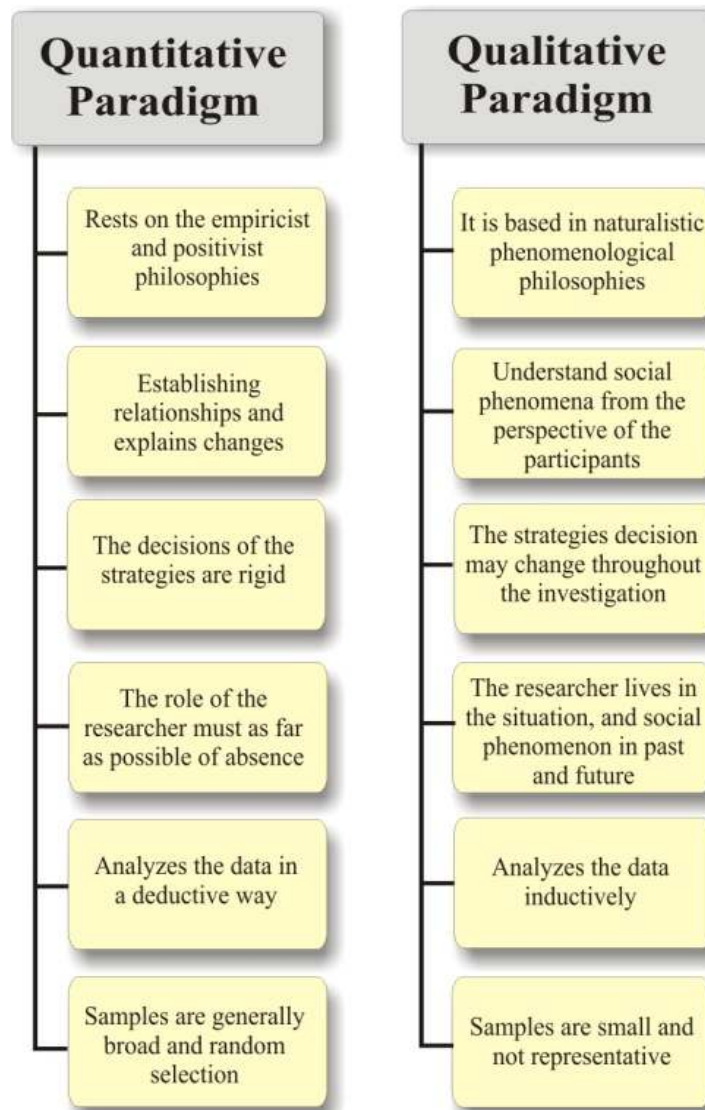 Quantitative
Paradigm
Rests on the empiricist
and positivist
philosophies
Establishing
relationships and
explains changes
The decisions of the
strategies are rigid
The role of the
researcher must as far
as possible of absence
Analyzes the data in
a deductive way
Samples are generally
broad and random
selection
Qualitative
Paradigm
It is based in naturalistic
phenomenological
philosophies
Understand social
phenomena from the
perspective of the
participants
The strategies decision
may change throughout
the investigation
The researcher lives in
the situation, and social
phenomenon in past
and future
Analyzes the data
inductively
Samples are small and
not representative